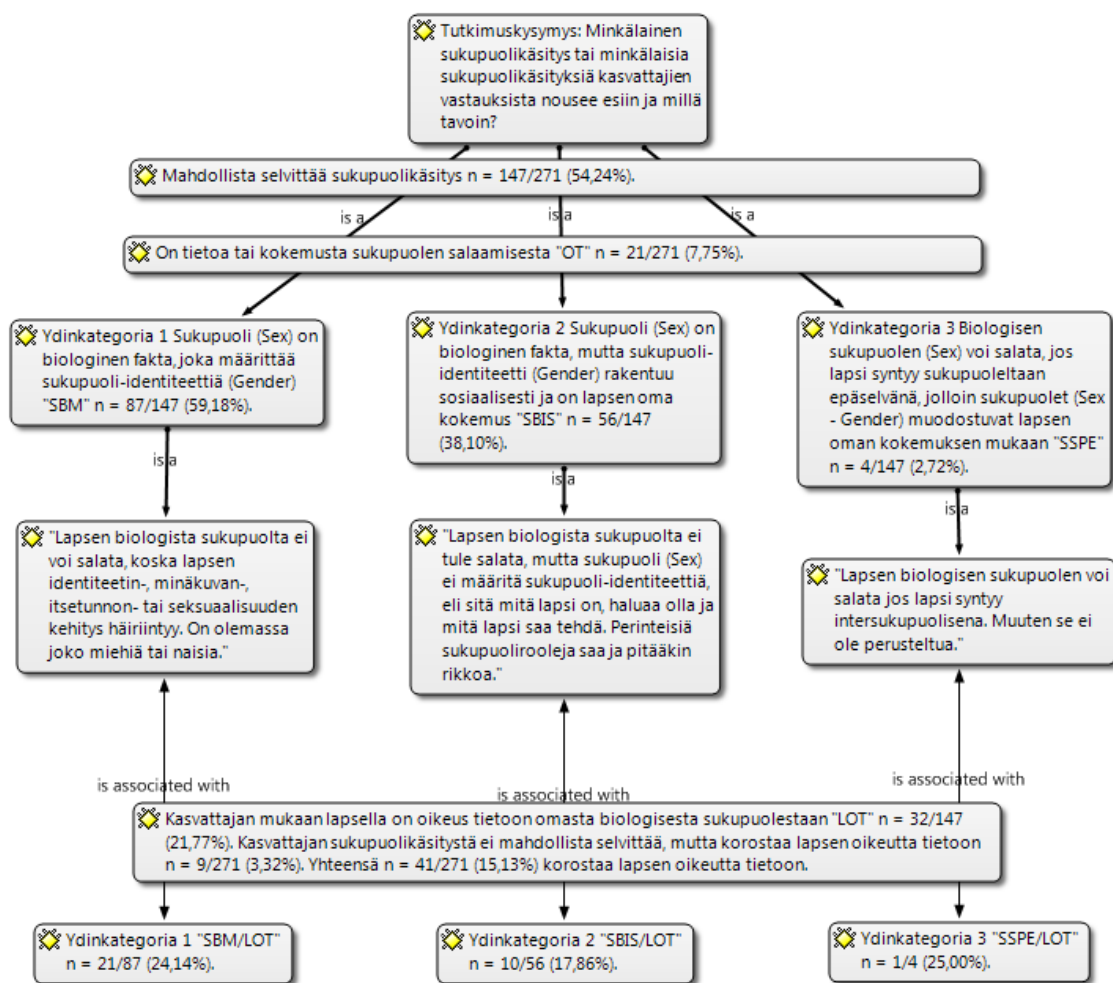 Tutkimuskysymys: Minkälainen
sukupuolikäsitys tai minkälaisia
sukupuolikäsityksiä kasvattajien
vastauksista nousee esiin ja millä
tavoin?
Mahdollista selvittää sukupuolikäsitys n = 147/271 (54,24%).
is a
is a
is a
On tietoa tai kokemusta sukupuolen salaamisesta "OT" n = 21/271 (7,75%).
Ydinkategoria 1 Sukupuoli (Sex) on
biologinen fakta, joka määrittää
sukupuoli-identiteettiä (Gender)
"SBM" n = 87/147 (59,18%).
Ydinkategoria 2 Sukupuoli (Sex) on
biologinen fakta, mutta sukupuoli-
identiteetti (Gender) rakentuu
sosiaalisesti ja on lapsen oma
kokemus "SBIS" n = 56/147
(38,10%).
Ydinkategoria 3 Biologisen
sukupuolen (Sex) voi salata, jos
lapsi syntyy sukupuoleltaan
epäselvänä, jolloin sukupuolet (Sex
- Gender) muodostuvat lapsen
oman kokemuksen mukaan "SSPE"
n = 4/147 (2,72%).
is a
is a
is a
"Lapsen biologista sukupuolta ei
voi salata, koska lapsen
identiteetin-, minäkuvan-,
itsetunnon- tai seksuaalisuuden
kehitys häiriintyy. On olemassa
joko miehiä tai naisia."
"Lapsen biologista sukupuolta ei
tule salata, mutta sukupuoli (Sex)
ei määritä sukupuoli-identiteettiä,
eli sitä mitä lapsi on, haluaa olla ja
mitä lapsi saa tehdä. Perinteisiä
sukupuolirooleja saa ja pitääkin
rikkoa."
"Lapsen biologisen sukupuolen voi
salata jos lapsi syntyy
intersukupuolisena. Muuten se ei
ole perusteltua."
is associated with
is associated with
is associated with
Kasvattajan mukaan lapsella on oikeus tietoon omasta biologisesta sukupuolestaan "LOT" n = 32/147
(21,77%). Kasvattajan sukupuolikäsitystä ei mahdollista selvittää, mutta korostaa lapsen oikeutta tietoon
n = 9/271 (3,32%). Yhteensä n = 41/271 (15,13%) korostaa lapsen oikeutta tietoon.
Ydinkategoria 1 "SBM/LOT"
n = 21/87 (24,14%).
Ydinkategoria 2 "SBIS/LOT"
n = 10/56 (17,86%).
Ydinkategoria 3 "SSPE/LOT"
n = 1/4 (25,00%).